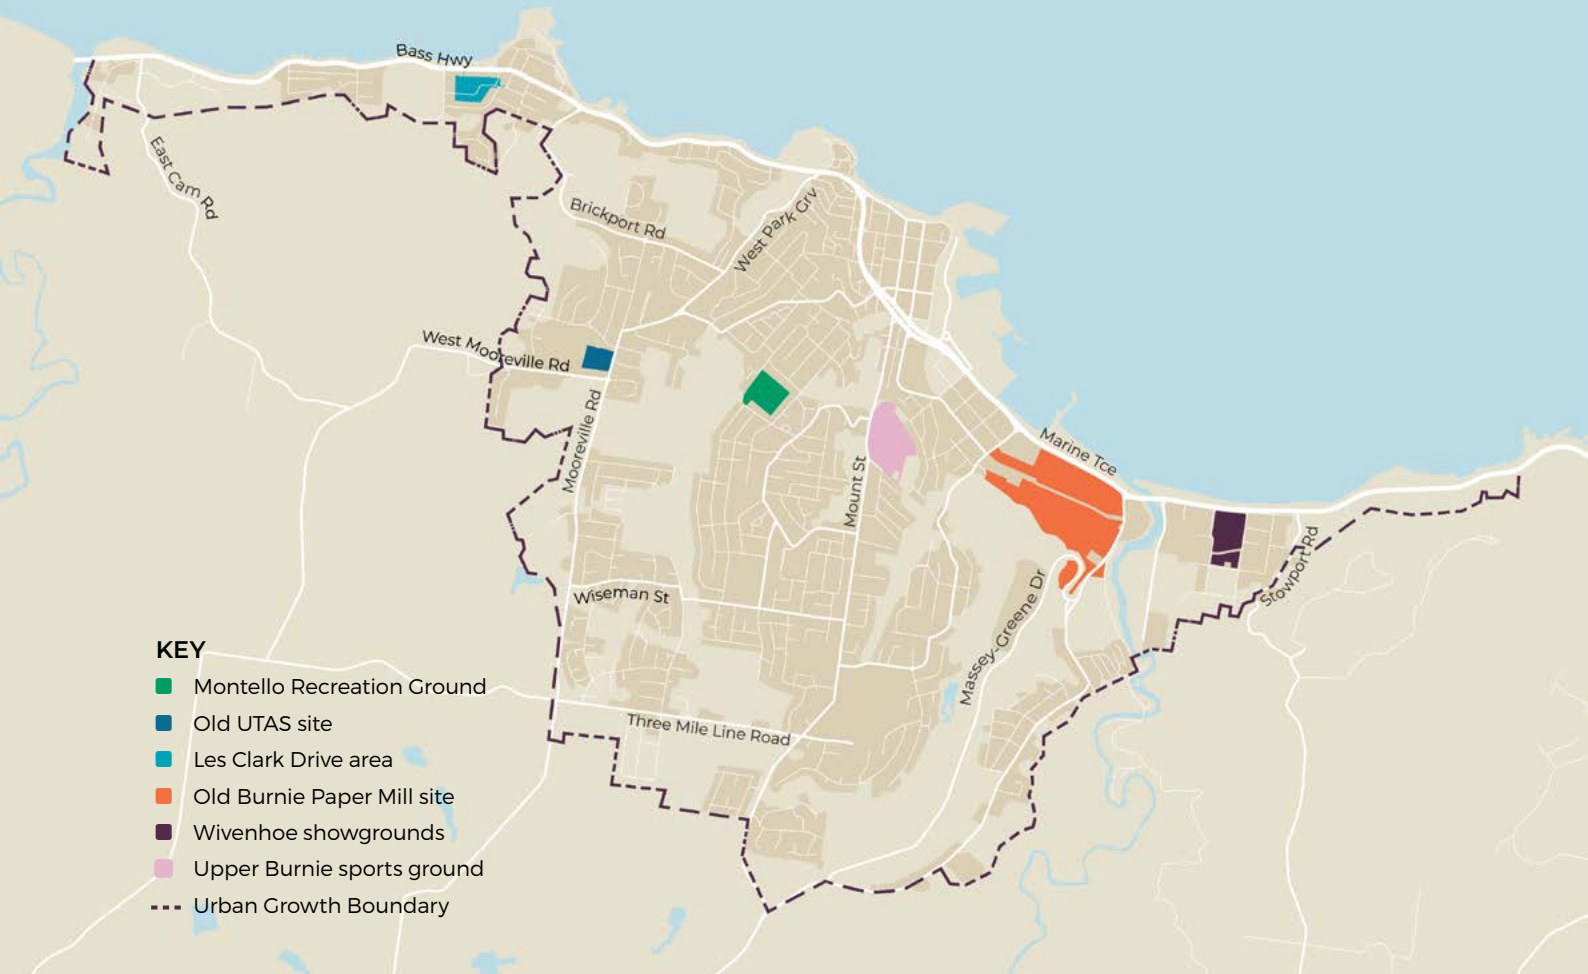 Bass Hwy
East Cam Rd
Brickport Rd
West Park Grv
West Mooreville Rd
Mooreville Rd
Mount St
Marine Tce
Wiseman St
Massey-Greene Dr
Stowport Rd
Three Mile Line Road
KEY
Montello Recreation Ground
Old UTAS site
Les Clark Drive area
Old Burnie Paper Mill site
Wivenhoe showgrounds
Upper Burnie sports ground
Urban Growth Boundary